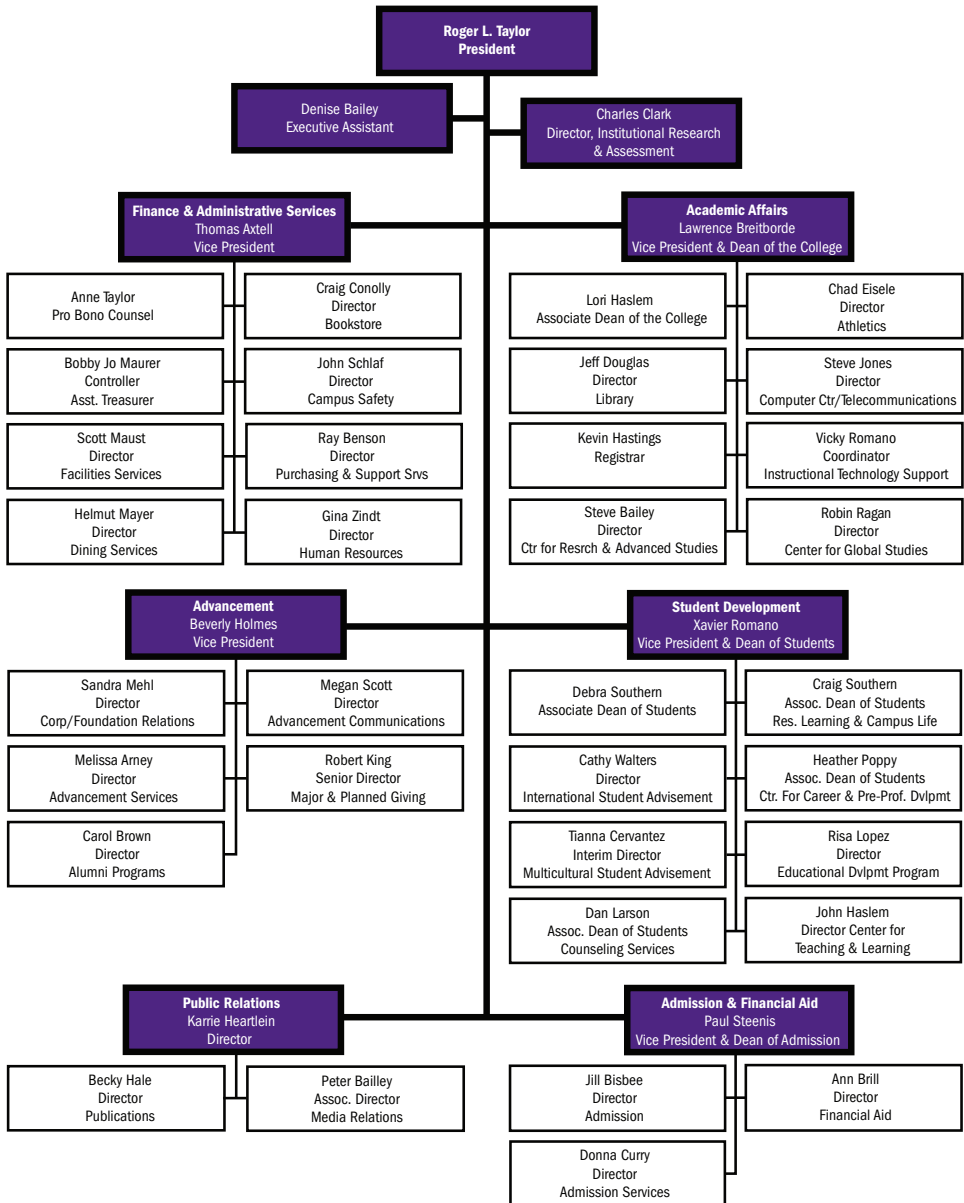 Roger L. Taylor
President
Denise Bailey
Executive Assistant
Charles Clark
Director, Institutional Research
& Assessment
Finance & Administrative Services
Thomas Axtell
Vice President
Academic Affairs
Lawrence Breitborde
Vice President & Dean of the College
Anne Taylor
Pro Bono Counsel
Craig Conolly
Director
Bookstore
Lori Haslem
Associate Dean of the College
Chad Eisele
Director
Athletics
Bobby Jo Maurer
Controller
Asst. Treasurer
John Schlaf
Director
Campus Safety
Jeff Douglas
Director
Library
Steve Jones
Director
Computer Ctr/Telecommunications
Scott Maust
Director
Facilities Services
Ray Benson
Director
Purchasing & Support Srvs
Kevin Hastings
Registrar
Vicky Romano
Coordinator
Instructional Technology Support
Helmut Mayer
Director
Dining Services
Gina Zindt
Director
Human Resources
Steve Bailey
Director
Ctr for Resrch & Advanced Studies
Robin Ragan
Director
Center for Global Studies
Advancement
Beverly Holmes
Vice President
Student Development
Xavier Romano
Vice President & Dean of Students
Sandra Mehl
Director
Corp/Foundation Relations
Megan Scott
Director
Advancement Communications
Debra Southern
Associate Dean of Students
Craig Southern
Assoc. Dean of Students
Res. Learning & Campus Life
Melissa Arney
Director
Advancement Services
Robert King
Senior Director
Major & Planned Giving
Cathy Walters
Director
International Student Advisement
Heather Poppy
Assoc. Dean of Students
Ctr. For Career & Pre-Prof. Dvlpmt
Carol Brown
Director
Alumni Programs
Tianna Cervantez
Interim Director
Multicultural Student Advisement
Risa Lopez
Director
Educational Dvlpmt Program
Dan Larson
Assoc. Dean of Students
Counseling Services
John Haslem
Director Center for
Teaching & Learning
Public Relations
Karrie Heartlein
Director
Admission & Financial Aid
Paul Steenis
Vice President & Dean of Admission
Becky Hale
Director
Publications
Peter Bailley
Assoc. Director
Media Relations
Jill Bisbee
Director
Admission
Ann Brill
Director
Financial Aid
Donna Curry
Director
Admission Services